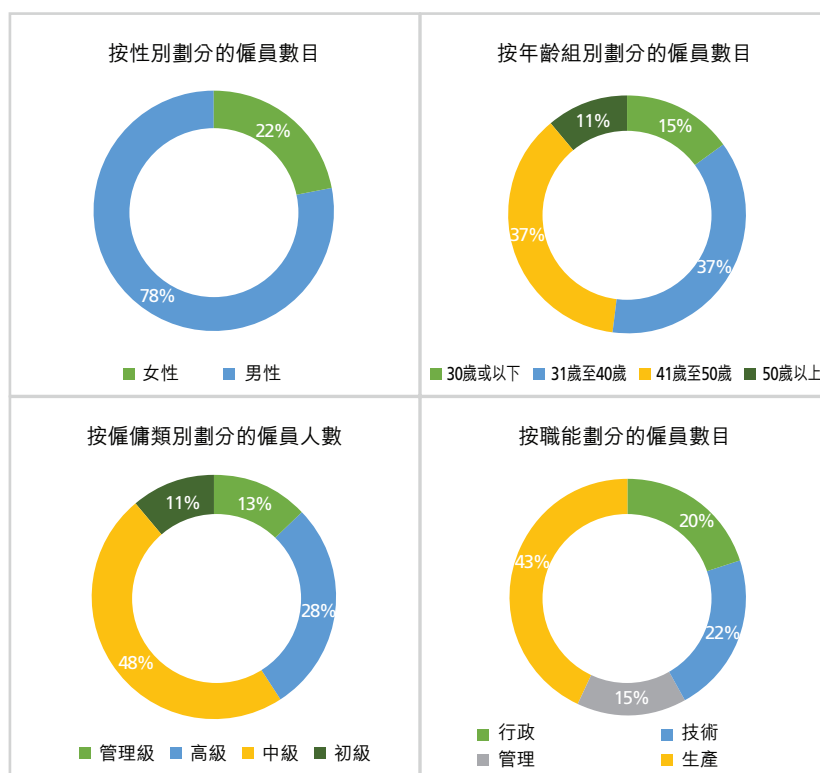 按性別劃分的僱員數目
22%
78%
女性 男性
按年齡組別劃分的僱員數目
11% 15%
37%
37%
30歲或以下 31歲至40歲 41歲至50歲 50歲以上
按僱傭類別劃分的僱員人數
11% 13%
28%
48%
管理級 高級 中級 初級
按職能劃分的僱員數目
20%
43%
22%
15%
行政 技術
管理 生產